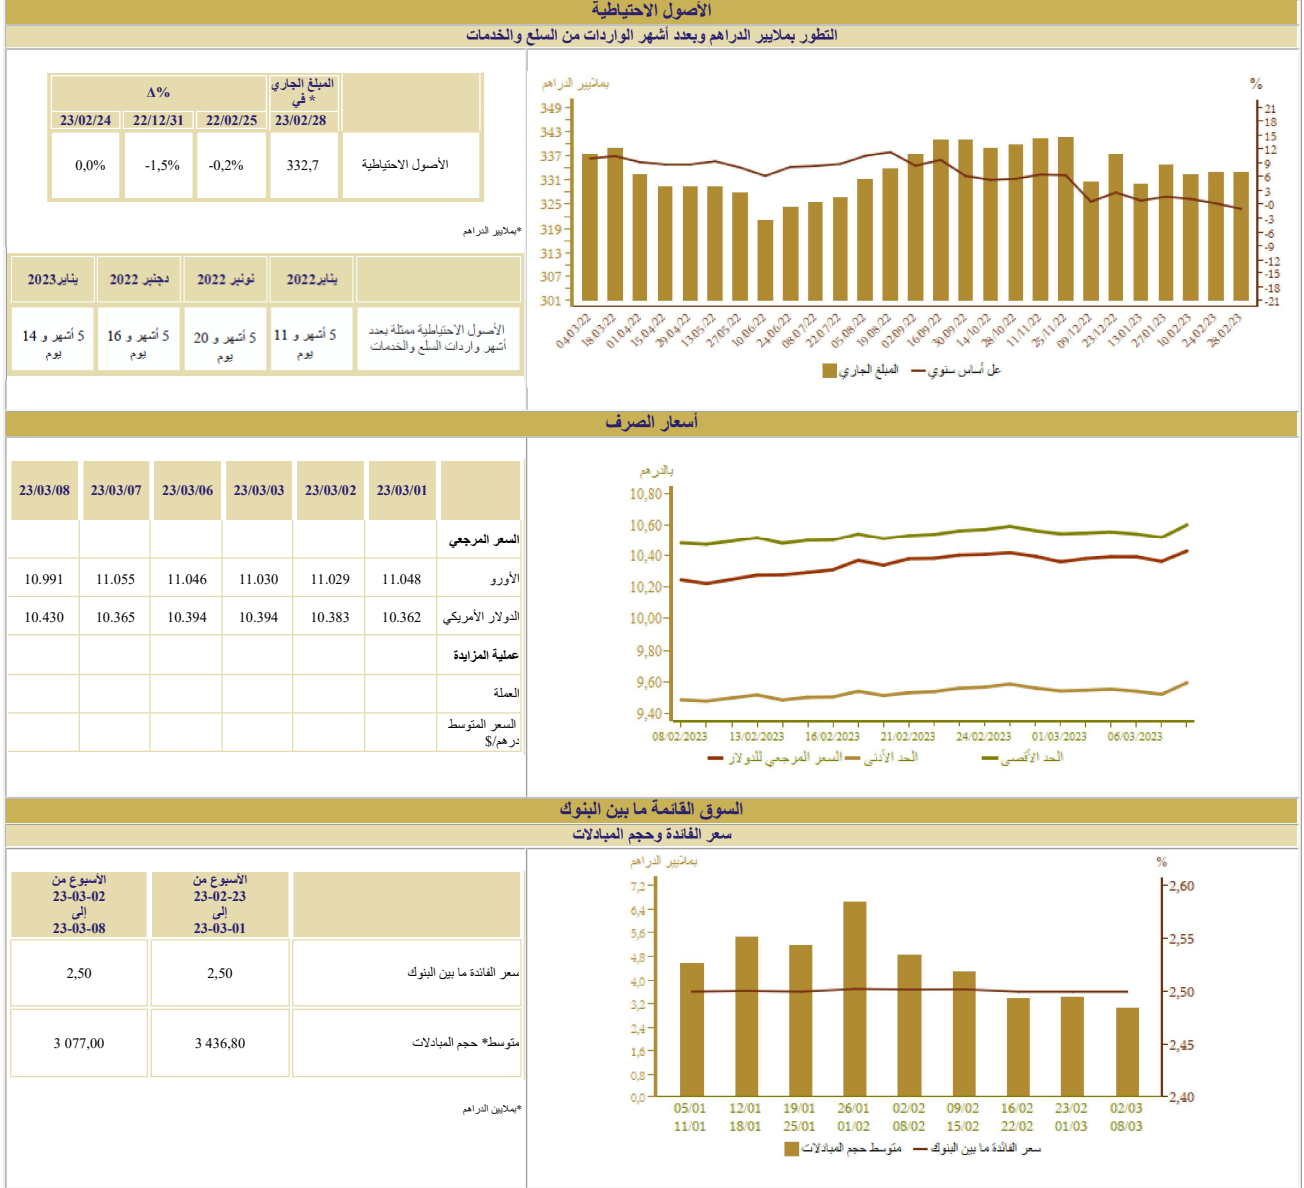 الأصول الاحتياطية
التطور بملايير الدراهم وبعدد أشهر الواردات من السلع والخدمات
المبلغ الجاري
* في
Δ%
23/02/28
22/02/25
22/12/31
23/02/24
الأصول الاحتياطية
332,7
-0,2%
-1,5%
0,0%
*بملايير الدراهم
يناير2022
نونبر 2022
دجنبر 2022
يناير2023
الأصول الاحتياطية ممثلة بعدد
أشهر واردات السلع والخدمات
5 أشهر و 11
يوم
5 أشهر و 20
يوم
5 أشهر و 16
يوم
5 أشهر و 14
يوم
بملايير الدراهم
%
349
343
337
331
325
319
313
307
301
21
18
15
12
9
6
3
-0
-3
-6
-9
-12
-15
-18
-21
04/03/22
18/03/22
01/04/22
15/04/22
29/04/22
13/05/22
27/05/22
10/06/22
24/06/22
08/07/22
22/07/22
05/08/22
19/08/22
02/09/22
16/09/22
30/09/22
14/10/22
28/10/22
11/11/22
25/11/22
09/12/22
23/12/22
13/01/23
27/01/23
10/02/23
24/02/23
28/02/23
المبلغ الجاري
عل أساس سنوي
أسعار الصرف
23/03/01
23/03/02
23/03/03
23/03/06
23/03/07
23/03/08
السعر المرجعي
الأورو
11.048
11.029
11.030
11.046
11.055
10.991
الدولار الأمريكي
10.362
10.383
10.394
10.394
10.365
10.430
عملية المزايدة
العملة
السعر المتوسط
درهم/$
بالدرهم
10,80
10,60
10,40
10,20
10,00
9,80
9,60
9,40
08/02/2023
13/02/2023
16/02/2023
21/02/2023
24/02/2023
01/03/2023
06/03/2023
السعر المرجعي للدولار
الحد الأدنى
الحد الأقصى
السوق القائمة ما بين البنوك
سعر الفائدة وحجم المبادلات
الأسبوع من
23-02-23
إلى
23-03-01
الأسبوع من
23-03-02
إلى
23-03-08
سعر الفائدة ما بين البنوك
2,50
2,50
متوسط* حجم المبادلات
3 436,80
3 077,00
*بملايين الدراهم
بملايير الدراهم
%
7,2
6,4
5,6
4,8
4,0
3,2
2,4
1,6
0,8
0,0
2,60
2,55
2,50
2,45
2,40
05/01
11/01
12/01
18/01
19/01
25/01
26/01
01/02
02/02
08/02
09/02
15/02
16/02
22/02
23/02
01/03
02/03
08/03
متوسط حجم المبادلات
سعر الفائدة ما بين البنوك